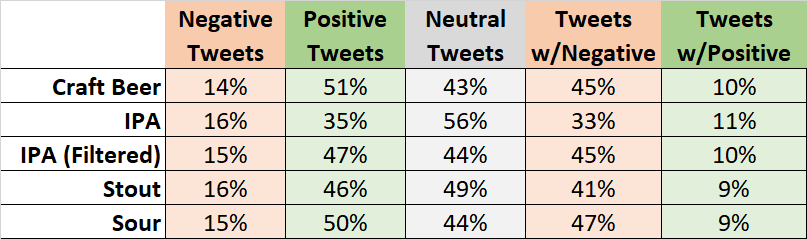 Negative Tweets Positive Tweets Neutral Tweets Tweets w/Negative Tweets w/Positive
Craft Beer 14% 51% 43% 45% 10%
IPA 16% 35% 56% 33% 11%
IPA (Filtered) 15% 47% 44% 45% 10%
Stout 16% 46% 49% 41% 9%
Sour 15% 50% 44% 47% 9%